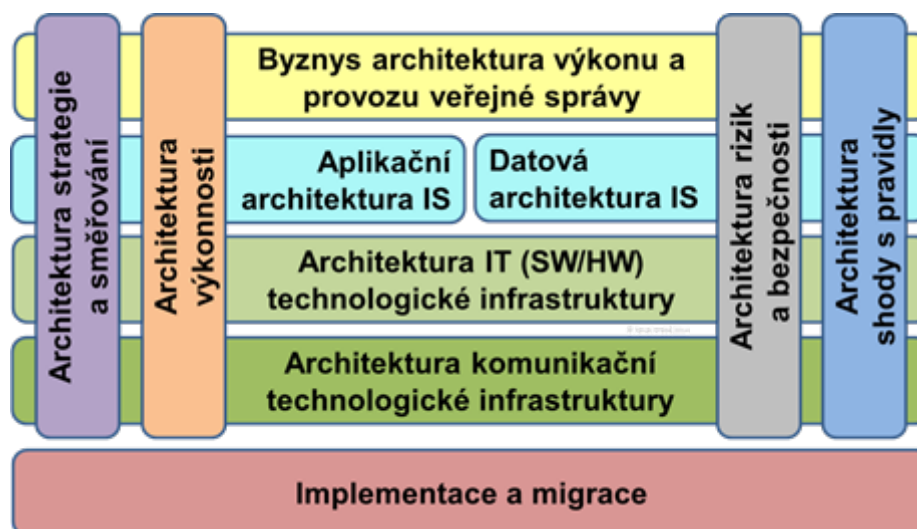 Architektura strategie
a směřování
Architektura
výkonnosti
Byznys architektura výkonu a
provozu veřejné správy
Aplikační
architektura IS
Datová
architektura IS
Architektura IT (SW/HW)
technologické infrastruktury
Architektura komunikační
technologické infrastruktury
Architektura rizik
a bezpečnosti
Architektura
shody s pravidly
Implementace a migrace